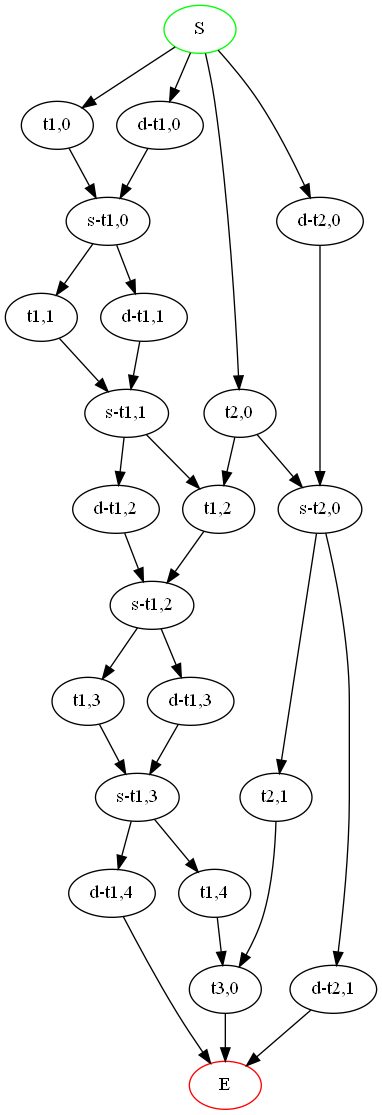 S
t1,0
d-t1,0
s-t1,0
d-t2,0
t1,1
d-t1,1
s-t1,1
t2,0
d-t1,2
t1,2
s-t2,0
s-t1,2
t1,3
d-t1,3
s-t1,3
t2,1
d-t1,4
t1,4
t3,0
d-t2,1
E